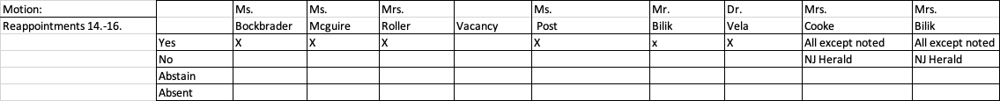 Motion: Ms. Ms. Mrs. Ms. Mr. Dr. Mrs. Mrs.
Reappointments 14.-16. Bockbrader Mcguire Roller Vacancy Post Bilik Vela Cooke Bilik
Yes X X X X x X All except noted All except noted
No NJ Herald NJ Herald
Abstain
Absent